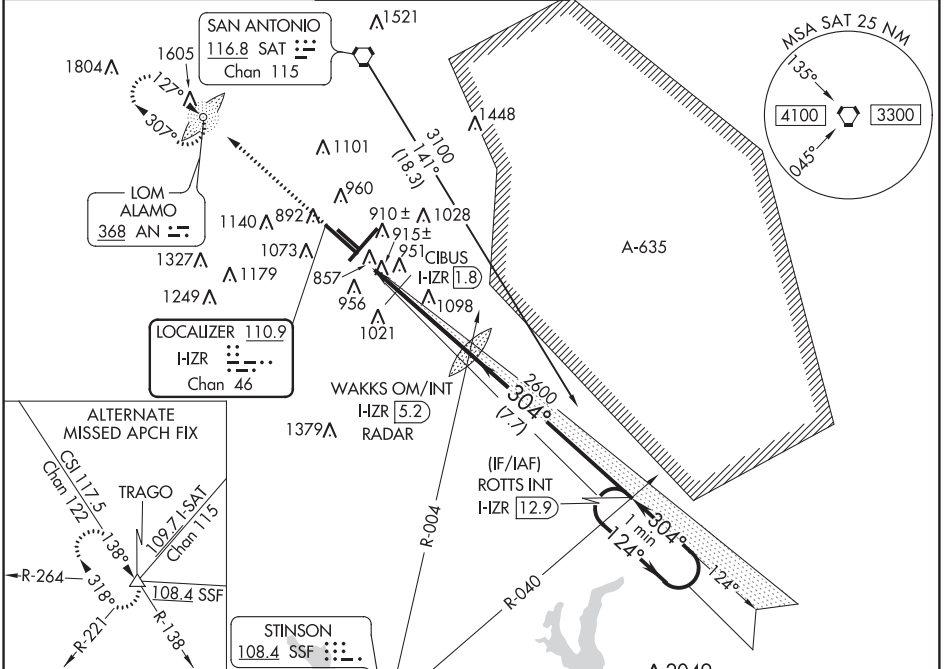 SAN ANTONIO
116.8 SAT
Chan 115
1521
1804
1605
127°
307°
LOM
ALAMO
368 AN
3100
141°
(18.3)
1448
MSA SAT 25 NM
135°
4100
3300
045°
1101
960
1140
892
910 ±
1028
915±
1073
951
CIBUS
I-IZR 1.8
A-635
1327
1179
857
1249
956
1098
1021
LOCALIZER 110.9
I-IZR
Chan 46
WAKKS OM/INT
I-IZR 5.2
RADAR
2600
304°
(7.7)
1379
(IF/IAF)
ROTTS INT
I-IZR 12.9
1 min
304°
124°
124°
R-004
R-040
ALTERNATE
MISSED APCH FIX
CSI 117.5
Chan 122
TRAGO
109.7 I-SAT
Chan 115
138°
318°
R-264
108.4 SSF
R-221
R-138
STINSON
108.4 SSF
2049